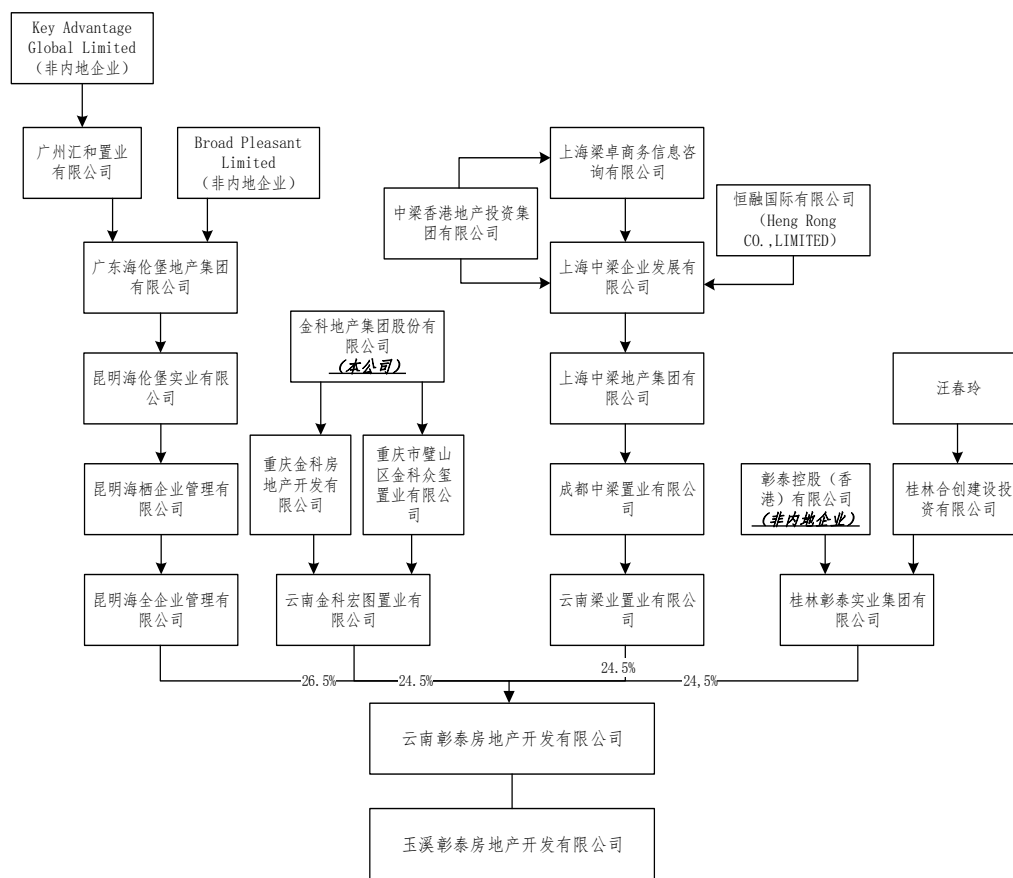 Key Advantage
Global Limited
（非内地企业）
广州汇和置业
有限公司
Broad Pleasant
Limited
（非内地企业）
上海梁卓商务信息咨
询有限公司
中梁香港地产投资集
团有限公司
恒融国际有限公司
（Heng Rong
CO.,LIMITED）
广东海伦堡地产集团
有限公司
上海中梁企业发展有
限公司
金科地产集团股份有
限公司
（本公司）
昆明海伦堡实业有限
公司
上海中梁地产集团有
限公司
汪春玲
重庆金科房
地产开发有
限公司
重庆市璧山
区金科众玺
置业有限公
司
昆明海栖企业管理有
限公司
成都中梁置业有限公
司
彰泰控股（香
港）有限公司
（非内地企业）
桂林合创建设投
资有限公司
昆明海全企业管理有
限公司
云南金科宏图置业有
限公司
云南梁业置业有限公
司
桂林彰泰实业集团有
限公司
26.5%
24.5%
24.5%
24,5%
云南彰泰房地产开发有限公司
玉溪彰泰房地产开发有限公司